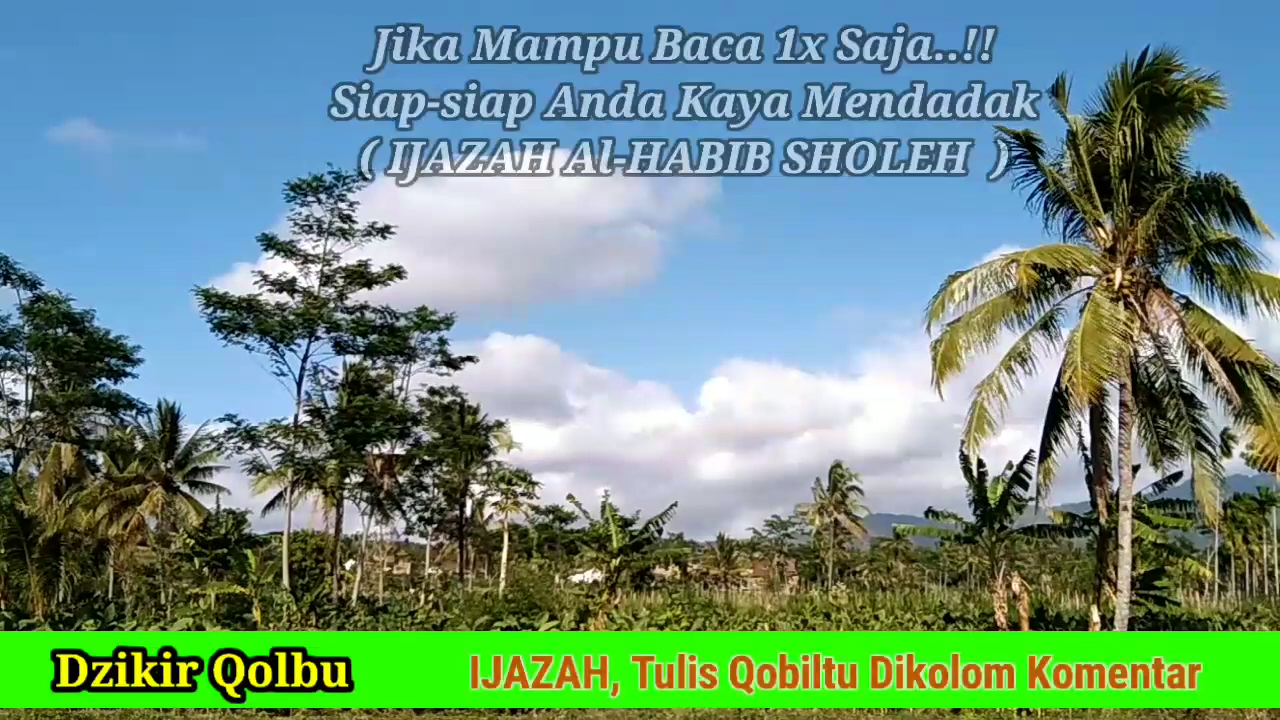 Jika Mampu Baca 1x Saja..!!
Siap-siap Anda Kaya Mendadak
( IJAZAH Al-HABIB SHOLEH )
Dzikir Qolbu
IJAZAH, Tulis Qobiltu Dikolom Komentar